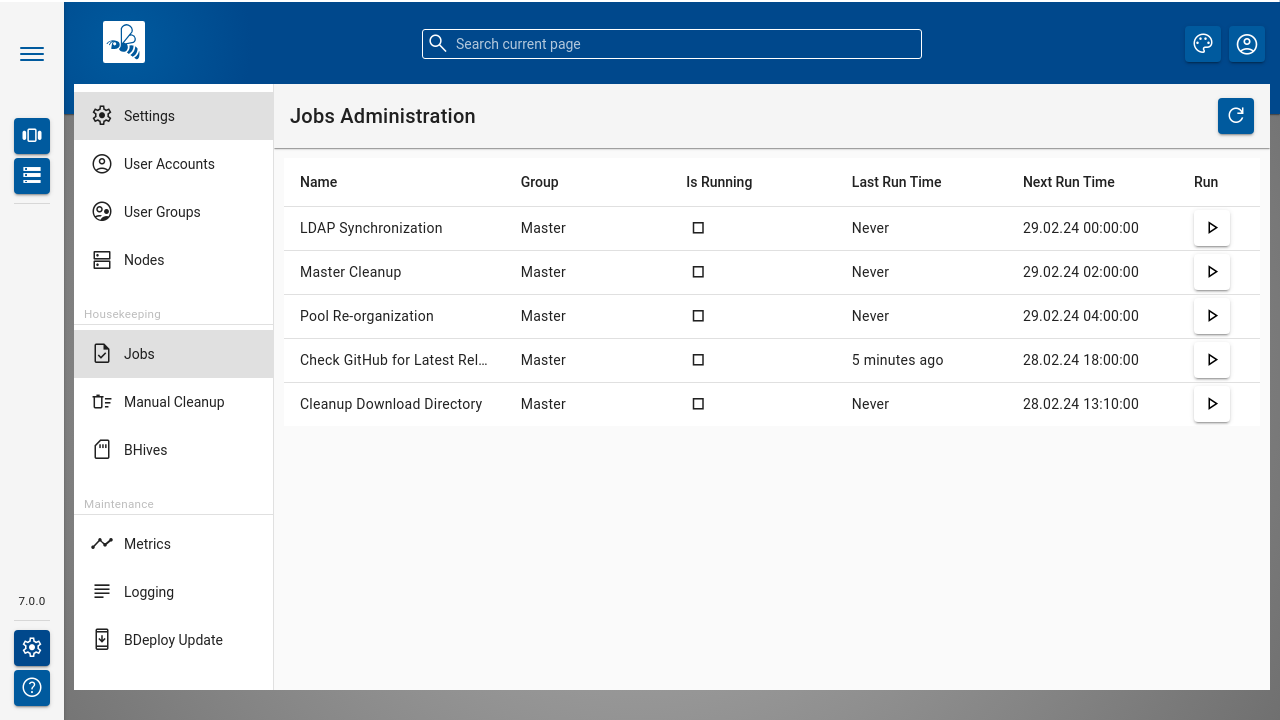 Search current page
Settings
User Accounts
User Groups
Nodes
Housekeeping
Jobs
Manual Cleanup
BHives
Maintenance
Metrics
Logging
BDeploy Update
7.0.0
Jobs Administration
Name Group Is Running Last Run Time Next Run Time Run
LDAP Synchronization Master Never 29.02.24 00:00:00
Master Cleanup Master Never 29.02.24 02:00:00
Pool Re-organization Master Never 29.02.24 04:00:00
Check GitHub for Latest Rel… Master 5 minutes ago 28.02.24 18:00:00
Cleanup Download Directory Master Never 28.02.24 13:10:00